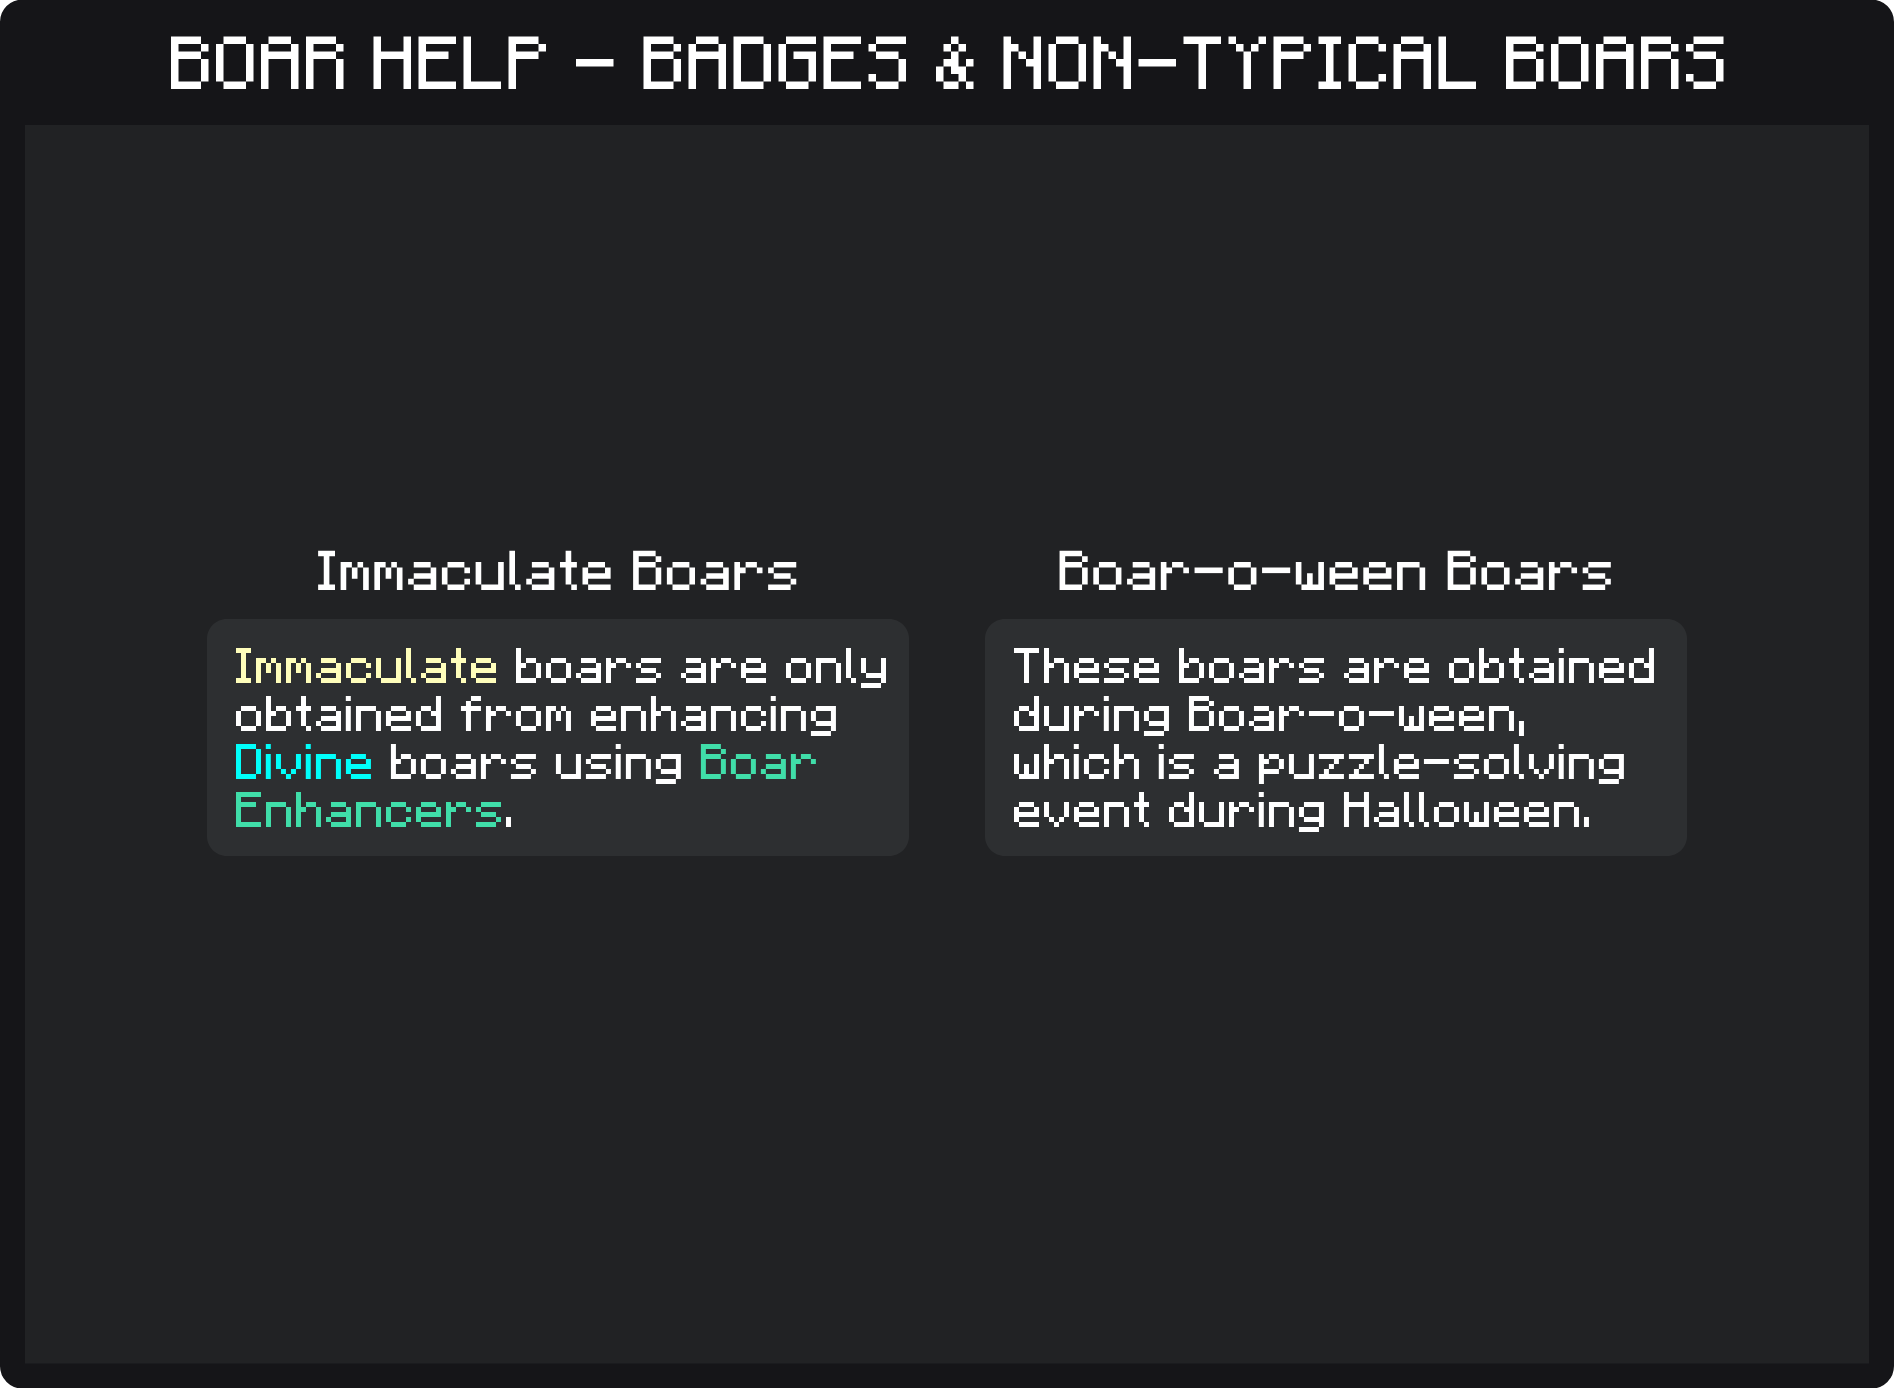 BOAR HELP - BADGES & NON-TYPICAL BOARS
Immaculate Boars
Immaculate boars are only
obtained from enhancing
Divine boars using Boar
Enhancers.
Boar-o-ween Boars
These boars are obtained
during Boar-o-ween,
which is a puzzle-solving
event during Halloween.